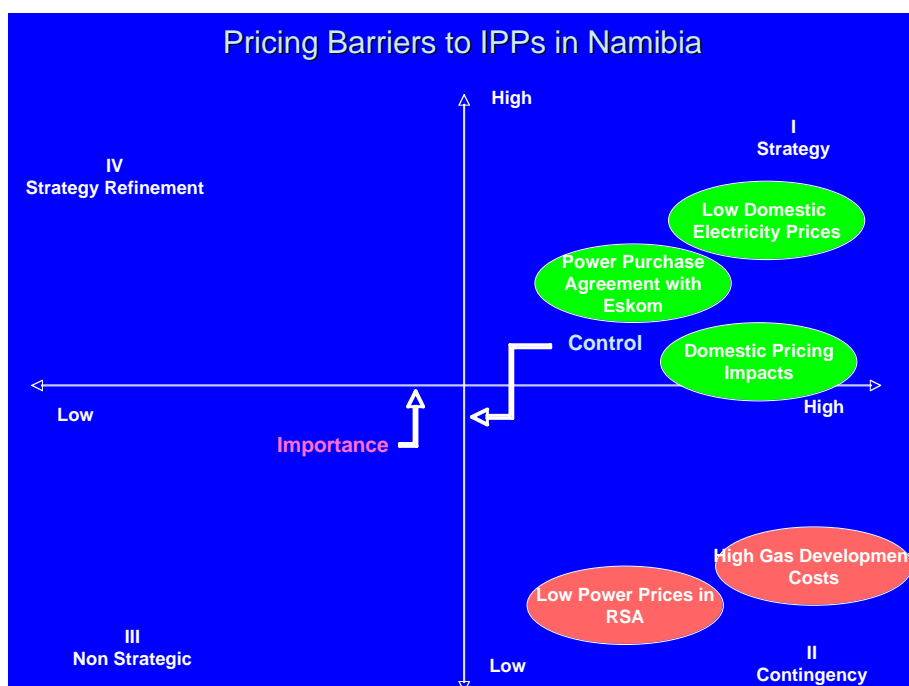 Pricing Barriers to IPPs in Namibia
High
I
Strategy
IV
Strategy Refinement
Low Domestic
Electricity Prices
Power Purchase
Agreement with
Eskom
Control
Domestic Pricing
Impacts
Low
High
Importance
High Gas Developmen
Costs
Low Power Prices in
RSA
III
Non Strategic
Low
II
Contingency